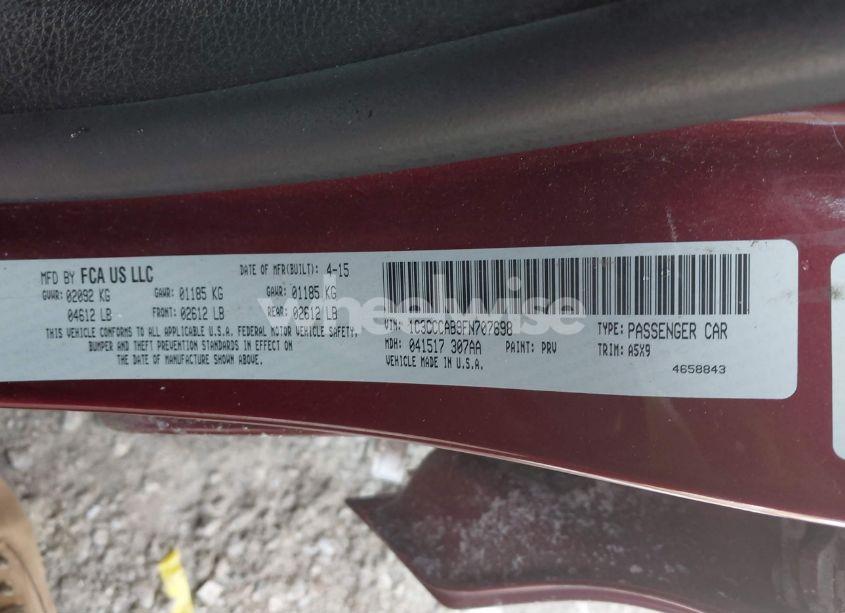 MFD BY FCA US LLC
DATE OF MFR(BUILT): 4-15
GVWR: 02092 KG GAWR: 01185 KG GAWR: 01185 KG
04612 LB FRONT: 02612 LB REAR: 02612 LB
THIS VEHICLE CONFORMS TO ALL APPLICABLE U.S.A. FEDERAL MOTOR VEHICLE SAFETY,
BUMPER AND THEFT PREVENTION STANDARDS IN EFFECT ON
THE DATE OF MANUFACTURE SHOWN ABOVE.
VIN: 1C3CCCAB9FN707898 TYPE: PASSENGER CAR
MDH: 041517 307AA PAINT: PRV TRIM: A5X9
VEHICLE MADE IN U.S.A.
4658843
wheelwise